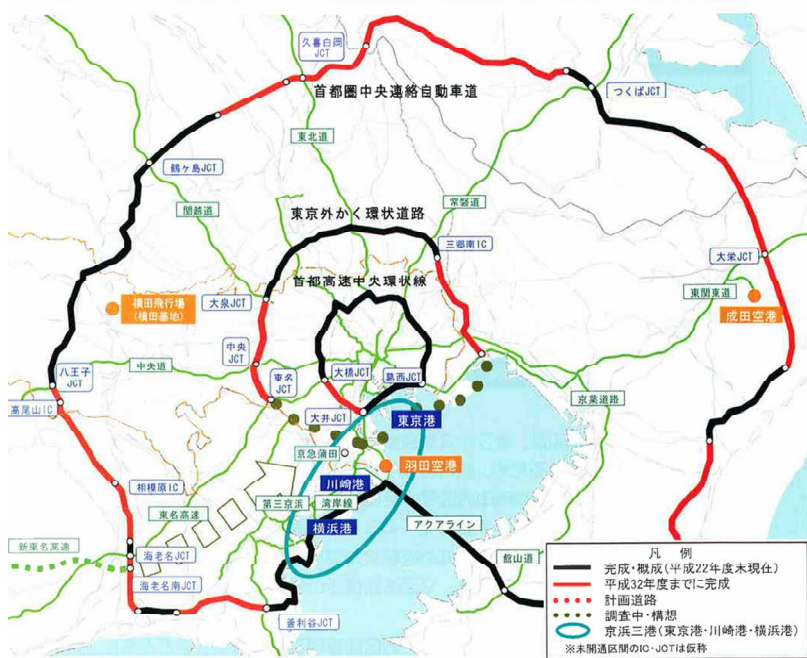 久喜白岡
JCT
首都圏中央連絡自動車道
つくばJCT
東北道
鶴ヶ島JCT
関越道
常磐道
東京外かく環状道路
三郷南IC
大栄JCT
首都高速中央環状線
東関東道
横田飛行場
(横田基地)
大泉JCT
成田空港
中央
JCT
中央道
八王子
JCT
東名
JCT
大橋JCT
葛西JCT
京葉道路
高尾山IC
大井JCT
東京港
京急蒲田
羽田空港
川崎港
相模原IC
東名高速
第三京浜
湾岸線
横浜港
アクアライン
新東名高速
海老名JCT
館山道
海老名南JCT
釜利谷JCT
凡 例
完成・概成(平成22年度末現在)
平成32年度までに完成
計画道路
調査中・構想
京浜三港(東京港・川崎港・横浜港)
※未開通区間のIC・JCTは仮称